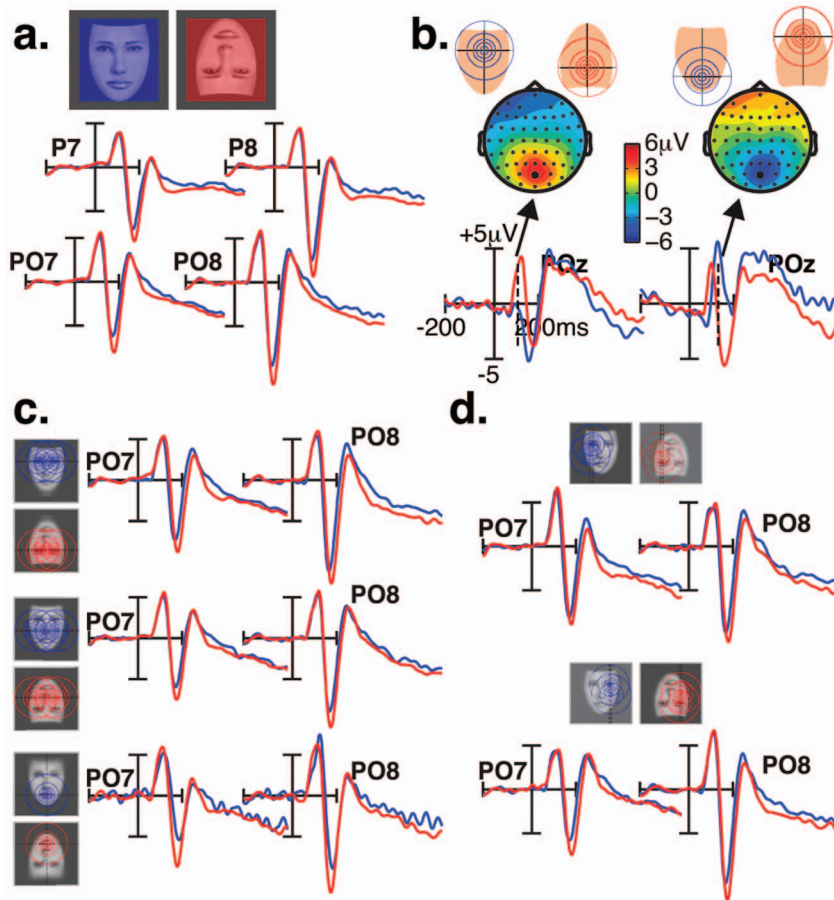 a.
b.
P7
P8
PO7
PO8
6μV
3
0
−3
−6
+5μV
POz
POz
-200
200ms
-5
c.
d.
PO7
PO8
PO7
PO8
PO7
PO8
PO7
PO8
PO7
PO8